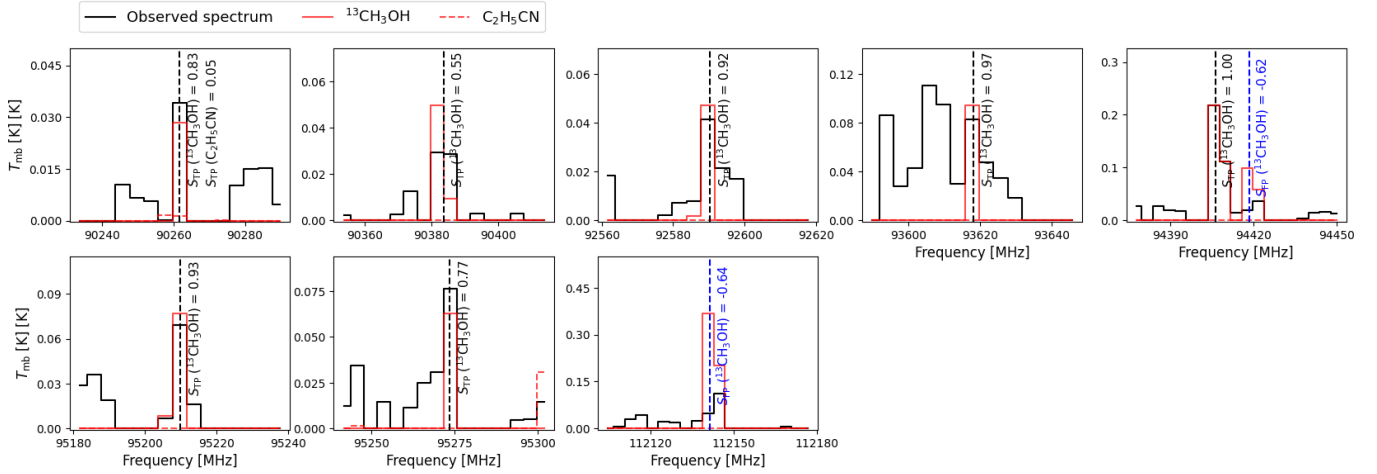 Observed spectrum
¹³CH₃OH
C₂H₅CN
T_mb [K] [K]
0.045
0.030
0.015
0.000
90240
90260
90280
S_TP (¹³CH₃OH) = 0.83
S_TP (C₂H₅CN) = 0.05
0.06
0.04
0.02
0.00
90360
90380
90400
S_TP (¹³CH₃OH) = 0.55
0.06
0.04
0.02
0.00
92560
92580
92600
92620
S_TP (¹³CH₃OH) = 0.92
0.12
0.08
0.04
0.00
93600
93620
93640
Frequency [MHz]
S_TP (¹³CH₃OH) = 0.97
0.3
0.2
0.1
0.0
94390
94420
94450
Frequency [MHz]
S_TP (¹³CH₃OH) = 1.00
S_FP (¹³CH₃OH) = -0.62
T_mb [K] [K]
0.09
0.06
0.03
0.00
95180
95200
95220
95240
Frequency [MHz]
S_TP (¹³CH₃OH) = 0.93
0.075
0.050
0.025
0.000
95250
95275
95300
Frequency [MHz]
S_TP (¹³CH₃OH) = 0.77
0.45
0.30
0.15
0.00
112120
112150
112180
Frequency [MHz]
S_FP (¹³CH₃OH) = -0.64